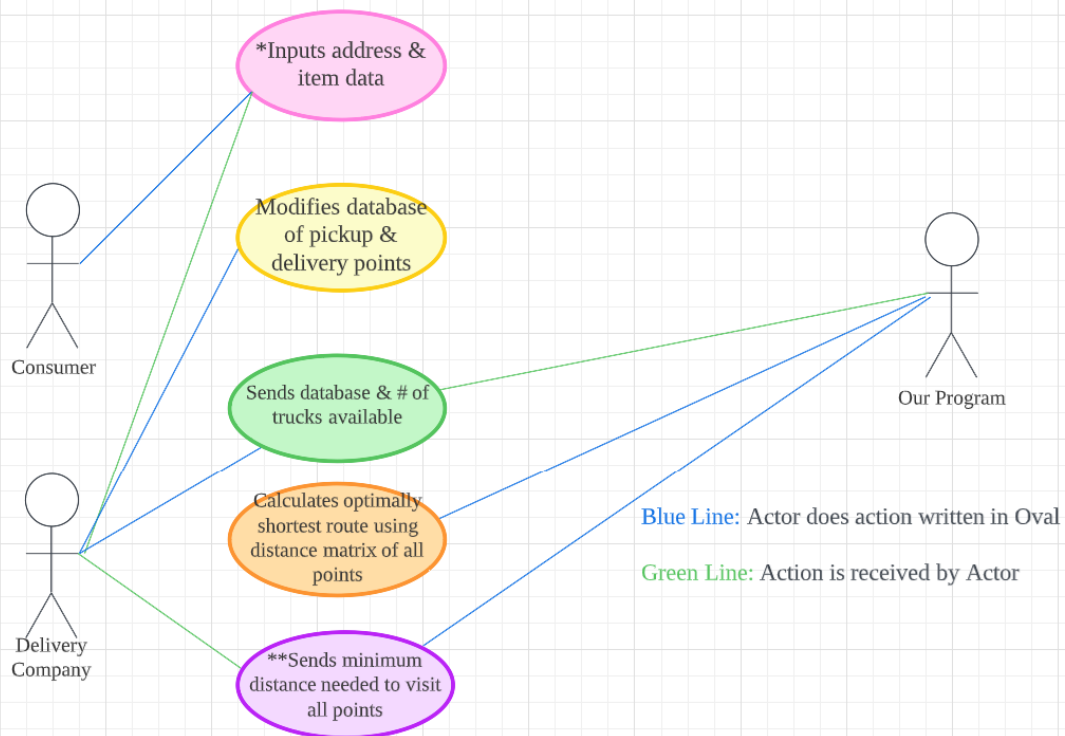 *Inputs address &
item data
Modifies database
of pickup &
delivery points
Consumer
Sends database & # of
trucks available
Our Program
Calculates optimally
shortest route using
distance matrix of all
points
Blue Line: Actor does action written in Oval
Green Line: Action is received by Actor
Delivery
Company
**Sends minimum
distance needed to visit
all points